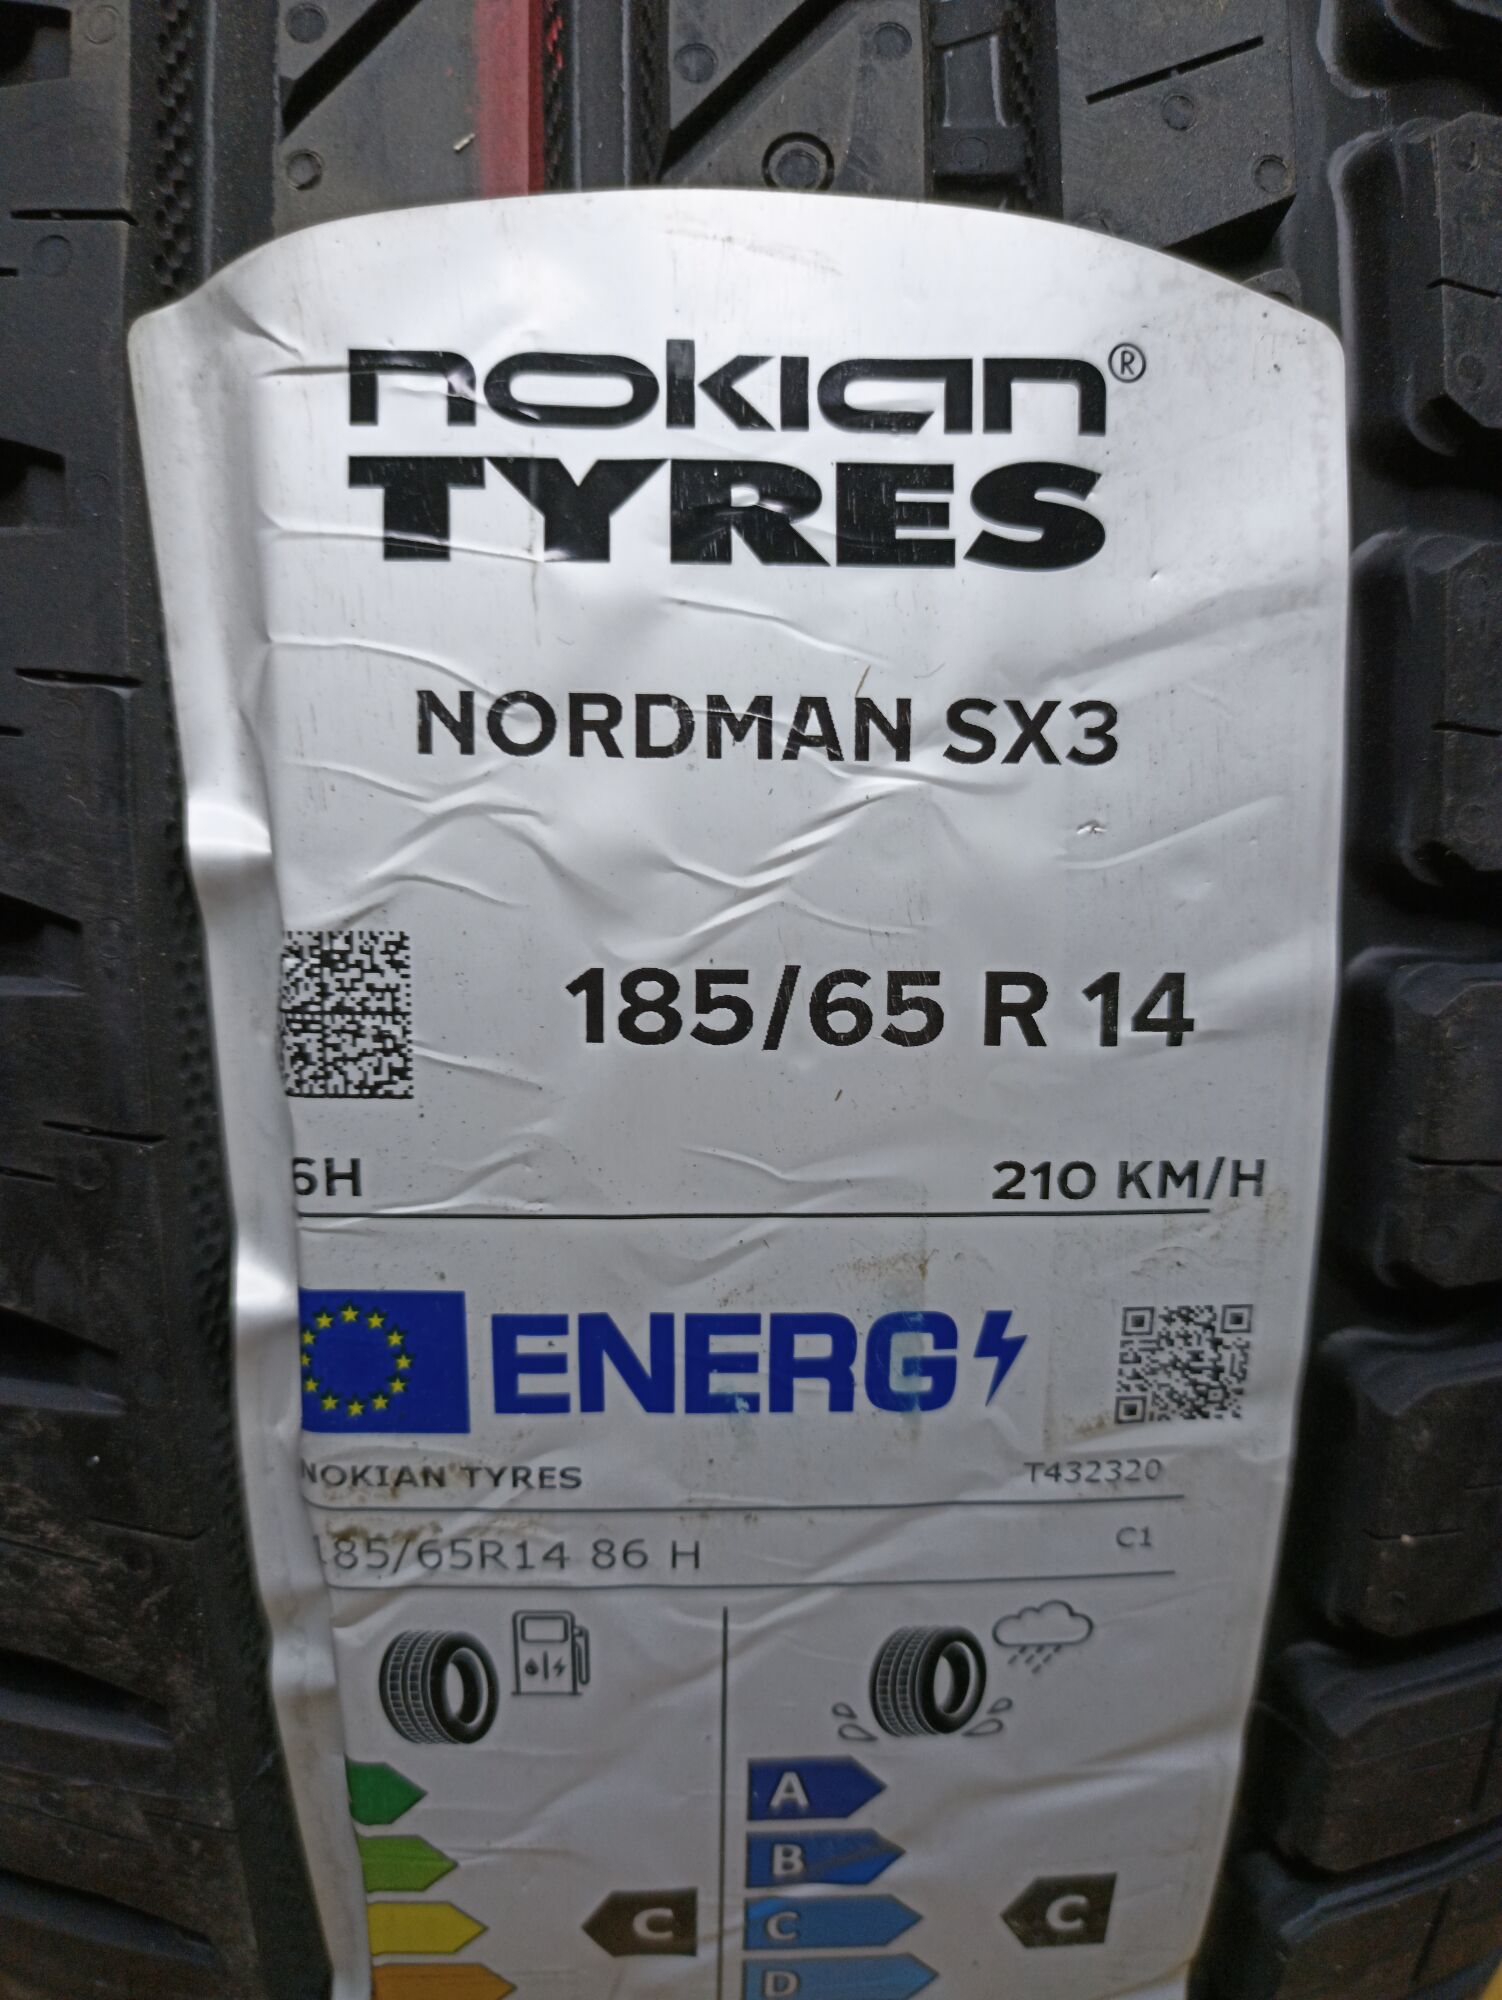 nokian®
TYRES
NORDMAN SX3
185/65 R 14
6H 210 KM/H
ENERG
NOKIAN TYRES T432320
185/65R14 86 H C1
A
B
C C C
D